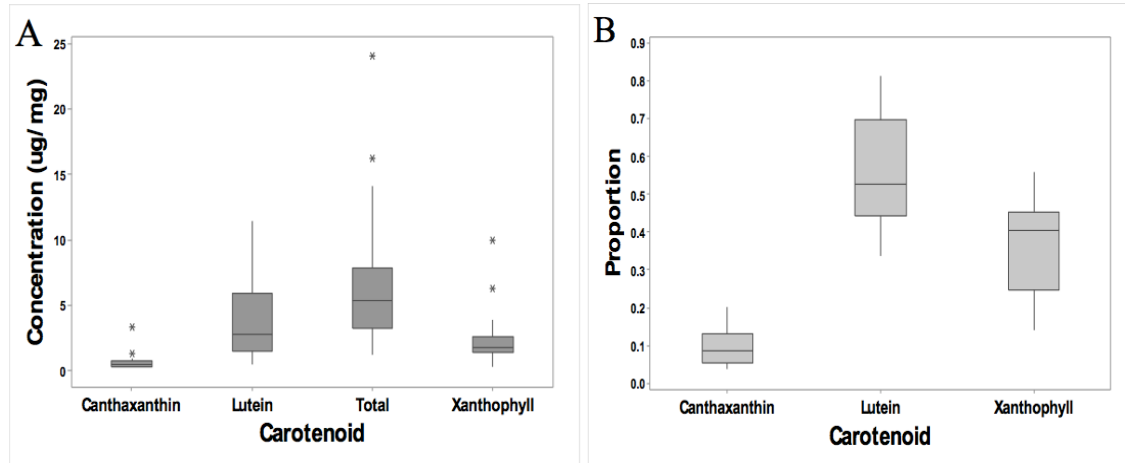 A
Concentration (ug/mg)
25
20
15
10
5
0
Canthaxanthin Lutein Total Xanthophyll
Carotenoid
B
Proportion
0.9
0.8
0.7
0.6
0.5
0.4
0.3
0.2
0.1
0.0
Canthaxanthin Lutein Xanthophyll
Carotenoid